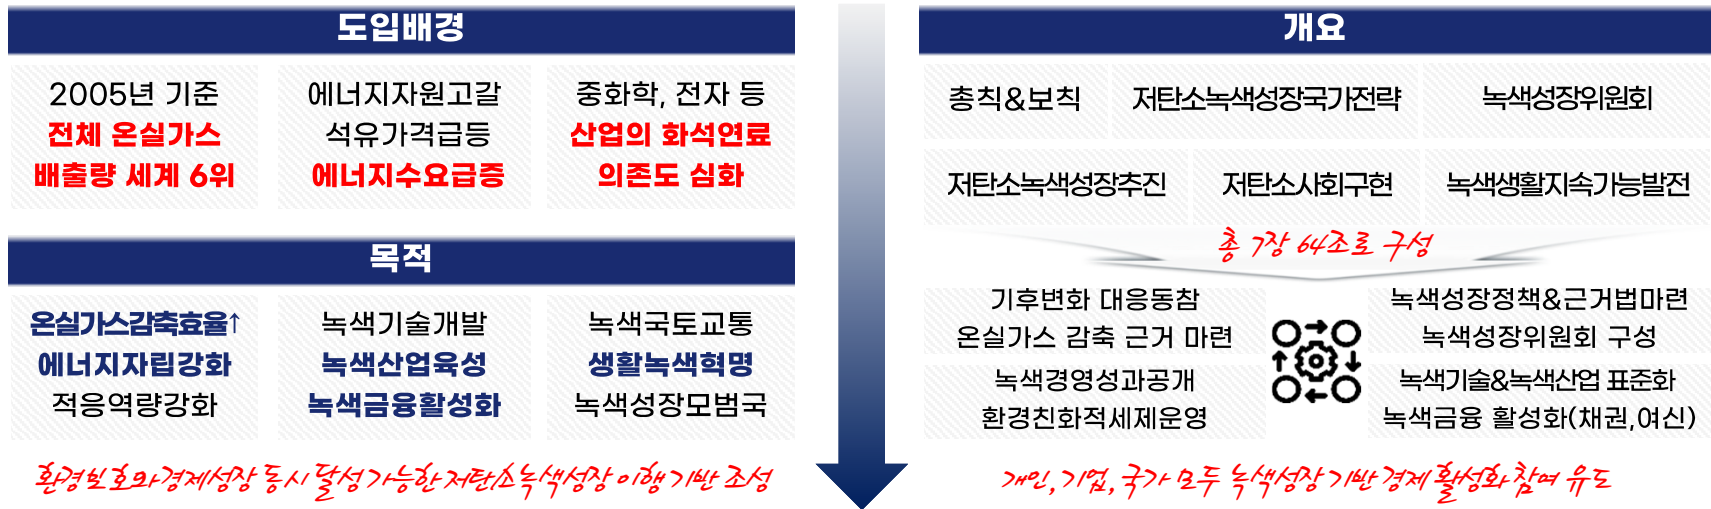 도입배경
2005년 기준
전체 온실가스
배출량 세계 6위
에너지자원고갈
석유가격급등
에너지수요급증
중화학, 전자 등
산업의 화석연료
의존도 심화
목적
온실가스감축효율↑
에너지자립강화
적응역량강화
녹색기술개발
녹색산업육성
녹색금융활성화
녹색국토교통
생활녹색혁명
녹색성장모범국
환경보호와 경제성장 동시 달성 가능한 저탄소녹색성장 이행 기반 조성
개요
총칙&보칙
저탄소녹색성장국가전략
녹색성장위원회
저탄소녹색성장추진
저탄소사회구현
녹색생활지속가능발전
총 7장 64조로 구성
기후변화 대응동참
온실가스 감축 근거 마련
녹색성장정책&근거법마련
녹색성장위원회 구성
녹색경영성과공개
환경친화적세제운영
녹색기술&녹색산업 표준화
녹색금융 활성화(채권,여신)
개인, 기업, 국가 모두 녹색성장 기반 경제 활성화 참여 유도